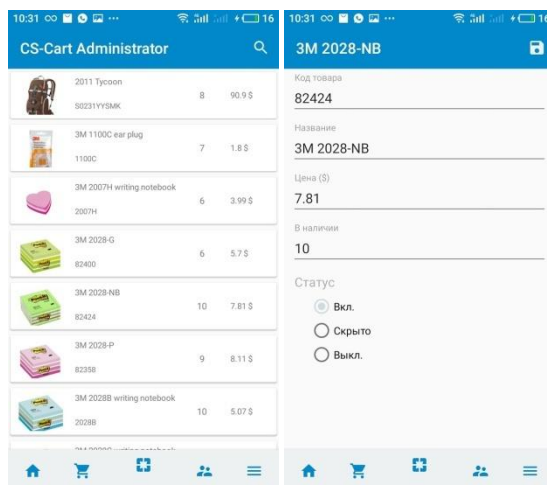 10:31
16
CS-Cart Administrator
2011 Tycoon
S0231YYSMK
8
90.9 $
3M 1100C ear plug
1100C
7
1.8 $
3M 2007H writing notebook
2007H
6
3.99 $
3M 2028-G
82400
6
5.7 $
3M 2028-NB
82424
10
7.81 $
3M 2028-P
82358
9
8.11 $
3M 2028B writing notebook
2028B
10
5.07 $
10:31
16
3M 2028-NB
Код товара
82424
Название
3M 2028-NB
Цена ($)
7.81
В наличии
10
Статус
Вкл.
Скрыто
Выкл.